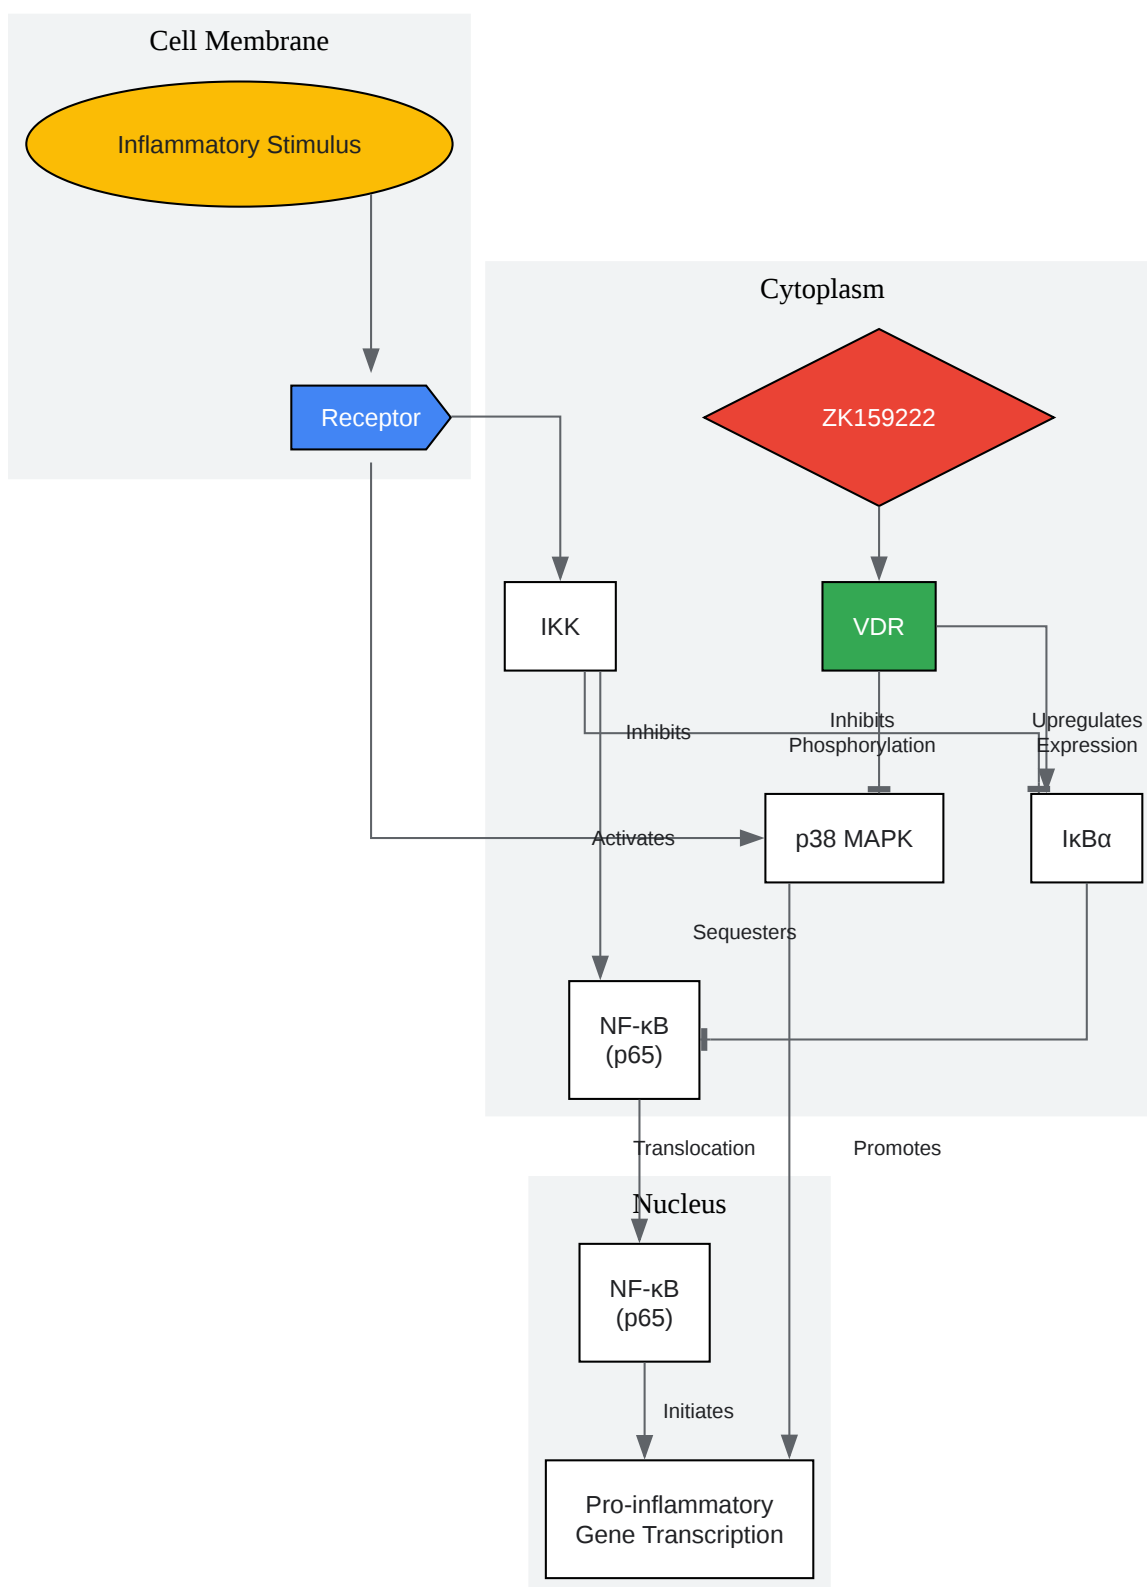 Cell Membrane
Inflammatory Stimulus
Cytoplasm
Receptor
ZK159222
IKK
VDR
Inhibits
Inhibits
Phosphorylation
Upregulates
Expression
Activates
p38 MAPK
IκBα
Sequesters
NF-κB
(p65)
Translocation
Promotes
Nucleus
NF-κB
(p65)
Initiates
Pro-inflammatory
Gene Transcription